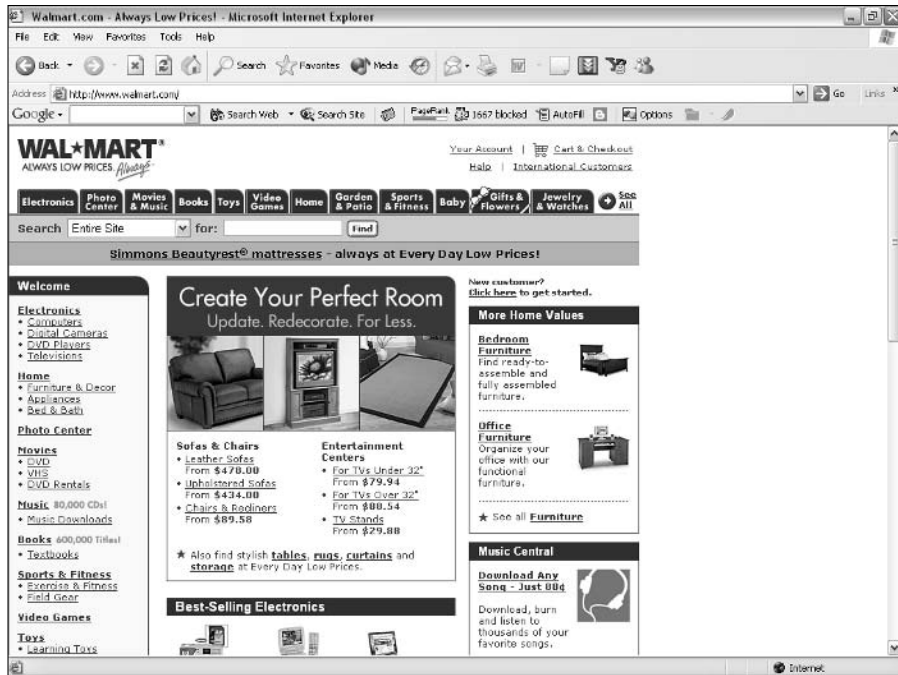 Walmart.com - Always Low Prices! - Microsoft Internet Explorer
File Edit View Favorites Tools Help
Back Search Favorites Media
Address http://www.walmart.com/ Go Links
Google Search Web Search Site PageRank 1667 blocked AutoFill Options
WAL★MART®
ALWAYS LOW PRICES. Always.
Your Account | Cart & Checkout
Help | International Customers
Electronics Photo Center Movies & Music Books Toys Video Games Home Garden & Patio Sports & Fitness Baby Gifts & Flowers Jewelry & Watches See All
Search Entire Site for: Find
Simmons Beautyrest® mattresses - always at Every Day Low Prices!
Welcome
Electronics
• Computers
• Digital Cameras
• DVD Players
• Televisions
Home
• Furniture & Decor
• Appliances
• Bed & Bath
Photo Center
Movies
• DVD
• VHS
• DVD Rentals
Music 80,000 CDs!
• Music Downloads
Books 600,000 Titles!
• Textbooks
Sports & Fitness
• Exercise & Fitness
• Field Gear
Video Games
Toys
• Learning Toys
Create Your Perfect Room
Update. Redecorate. For Less.
Sofas & Chairs
• Leather Sofas
From $478.00
• Upholstered Sofas
From $434.00
• Chairs & Recliners
From $89.58
Entertainment
Centers
• For TVs Under 32"
From $79.94
• For TVs Over 32"
From $88.54
• TV Stands
From $29.88
★ Also find stylish tables, rugs, curtains and
storage at Every Day Low Prices.
Best-Selling Electronics
New customer?
Click here to get started.
More Home Values
Bedroom
Furniture
Find ready-to-
assemble and
fully assembled
furniture.
Office
Furniture
Organize your
office with our
functional
furniture.
★ See all Furniture
Music Central
Download Any
Song - Just 88¢
Download, burn
and listen to
thousands of your
favorite songs.
Internet